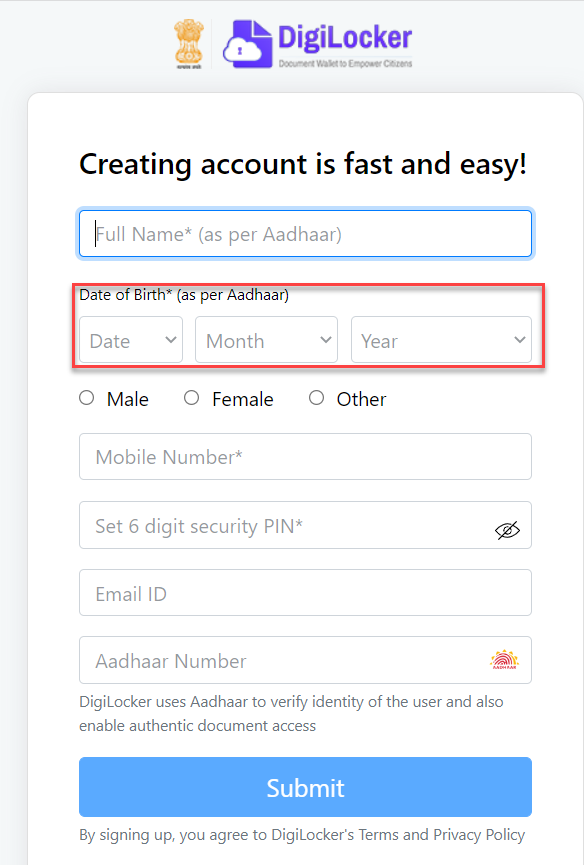 DigiLocker
Document Wallet to Empower Citizens
Creating account is fast and easy!
Full Name* (as per Aadhaar)
Date of Birth* (as per Aadhaar)
Date Month Year
Male Female Other
Mobile Number*
Set 6 digit security PIN*
Email ID
Aadhaar Number
AADHAAR
DigiLocker uses Aadhaar to verify identity of the user and also
enable authentic document access
Submit
By signing up, you agree to DigiLocker's Terms and Privacy Policy